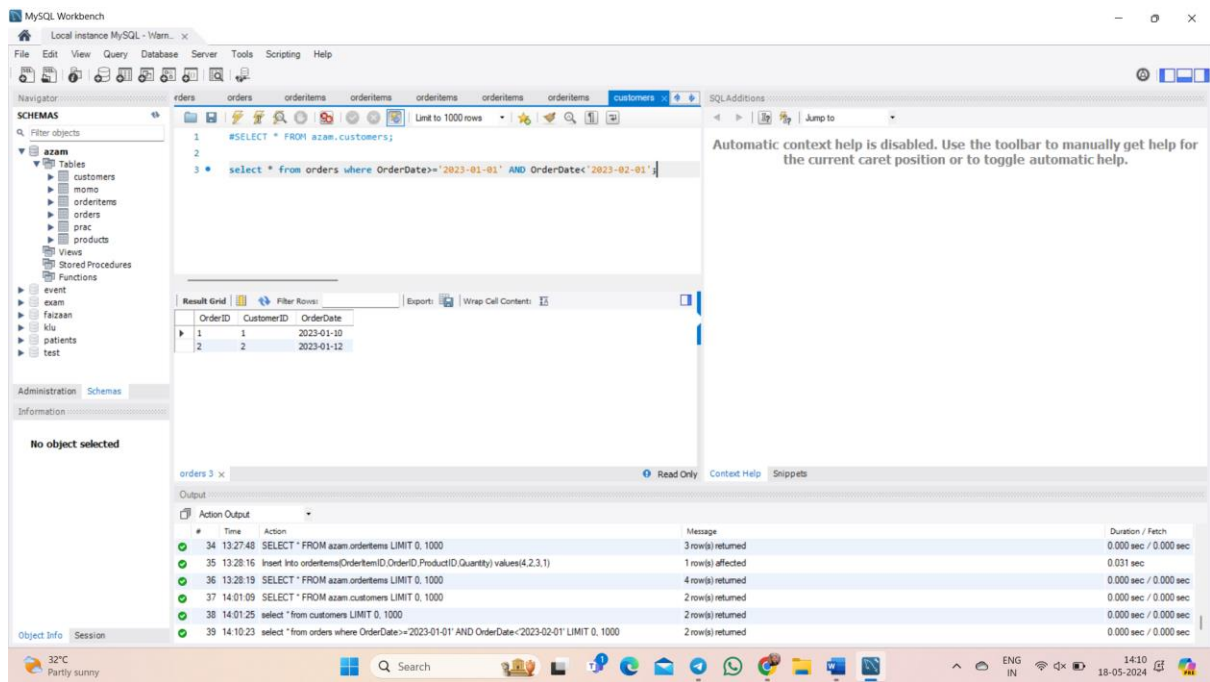 MySQL Workbench
Local instance MySQL - Warn... ×
File Edit View Query Database Server Tools Scripting Help
Navigator
SCHEMAS
Filter objects
azam
Tables
customers
momo
orderitems
orders
prac
products
Views
Stored Procedures
Functions
event
exam
faizaan
klu
patients
test
Administration Schemas
Information
No object selected
Object Info Session
rders orders orderitems orderitems orderitems orderitems orderitems customers ×
Limit to 1000 rows
1 #SELECT * FROM azam.customers;
2
3 select * from orders where OrderDate>='2023-01-01' AND OrderDate<'2023-02-01';
Result Grid Filter Rows: Export: Wrap Cell Content:
OrderID CustomerID OrderDate
1 1 2023-01-10
2 2 2023-01-12
orders 3 × Read Only
SQLAdditions
Jump to
Automatic context help is disabled. Use the toolbar to manually get help for
the current caret position or to toggle automatic help.
Context Help Snippets
Output
Action Output
# Time Action Message Duration / Fetch
34 13:27:48 SELECT * FROM azam.orderitems LIMIT 0, 1000 3 row(s) returned 0.000 sec / 0.000 sec
35 13:28:16 Insert Into orderitems(OrderItemID,OrderID,ProductID,Quantity) values(4,2,3,1) 1 row(s) affected 0.031 sec
36 13:28:19 SELECT * FROM azam.orderitems LIMIT 0, 1000 4 row(s) returned 0.000 sec / 0.000 sec
37 14:01:09 SELECT * FROM azam.customers LIMIT 0, 1000 2 row(s) returned 0.000 sec / 0.000 sec
38 14:01:25 select * from customers LIMIT 0, 1000 2 row(s) returned 0.000 sec / 0.000 sec
39 14:10:23 select * from orders where OrderDate>='2023-01-01' AND OrderDate<'2023-02-01' LIMIT 0, 1000 2 row(s) returned 0.000 sec / 0.000 sec
32°C
Partly sunny
Search
ENG
IN
14:10
18-05-2024